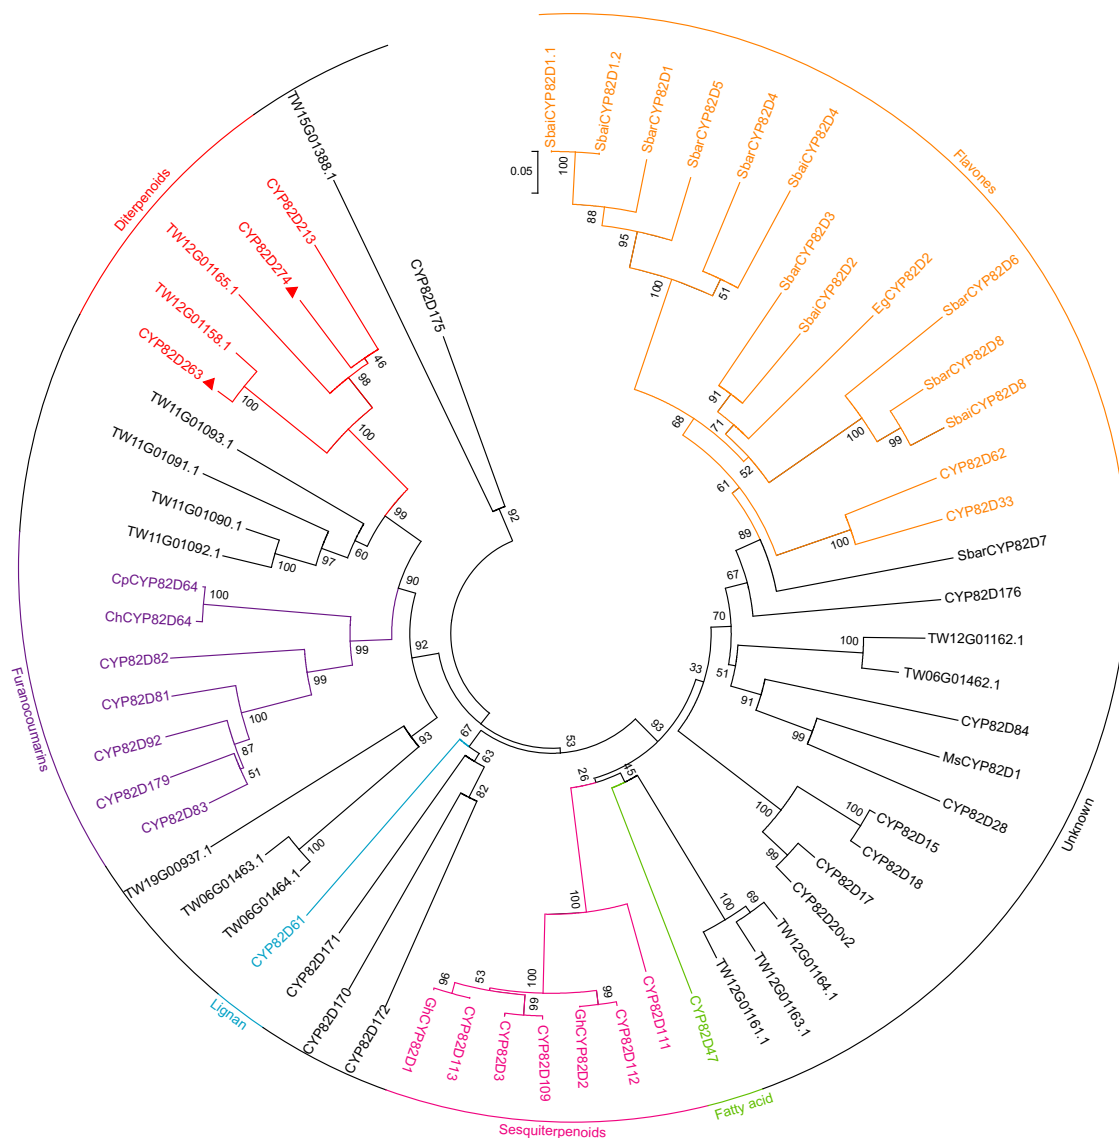 SbaiCYP82D1.1
SbaiCYP82D1.2
SbarCYP82D1
SbarCYP82D5
SbarCYP82D4
SbaiCYP82D4
SbarCYP82D3
SbaiCYP82D2
EgCYP82D2
SbarCYP82D6
SbarCYP82D8
SbaiCYP82D8
CYP82D62
CYP82D33
Flavones
SbarCYP82D7
CYP82D176
TW12G01162.1
TW06G01462.1
CYP82D84
MsCYP82D1
CYP82D28
CYP82D15
CYP82D18
CYP82D17
CYP82D20v2
TW12G01164.1
TW12G01163.1
TW12G01161.1
Unknown
CYP82D47
Fatty acid
CYP82D111
CYP82D112
GhCYP82D2
CYP82D109
CYP82D3
CYP82D113
GhCYP82D1
Sesquiterpenoids
CYP82D172
CYP82D170
CYP82D171
CYP82D61
Lignan
TW06G01464.1
TW06G01463.1
TW19G00937.1
CYP82D83
CYP82D179
CYP82D92
CYP82D81
CYP82D82
ChCYP82D64
CpCYP82D64
Furanocoumarins
TW11G01092.1
TW11G01090.1
TW11G01091.1
TW11G01093.1
CYP82D263
TW12G01158.1
TW12G01165.1
CYP82D274
CYP82D213
Diterpenoids
TW15G01388.1
CYP82D175
0.05
100
88
95
100
51
91
71
52
100
99
68
61
100
89
67
70
100
51
91
99
33
100
100
99
93
45
26
100
69
100
100
99
99
53
96
53
67
63
82
92
93
100
90
99
100
99
99
100
87
51
60
97
100
100
100
98
46
92